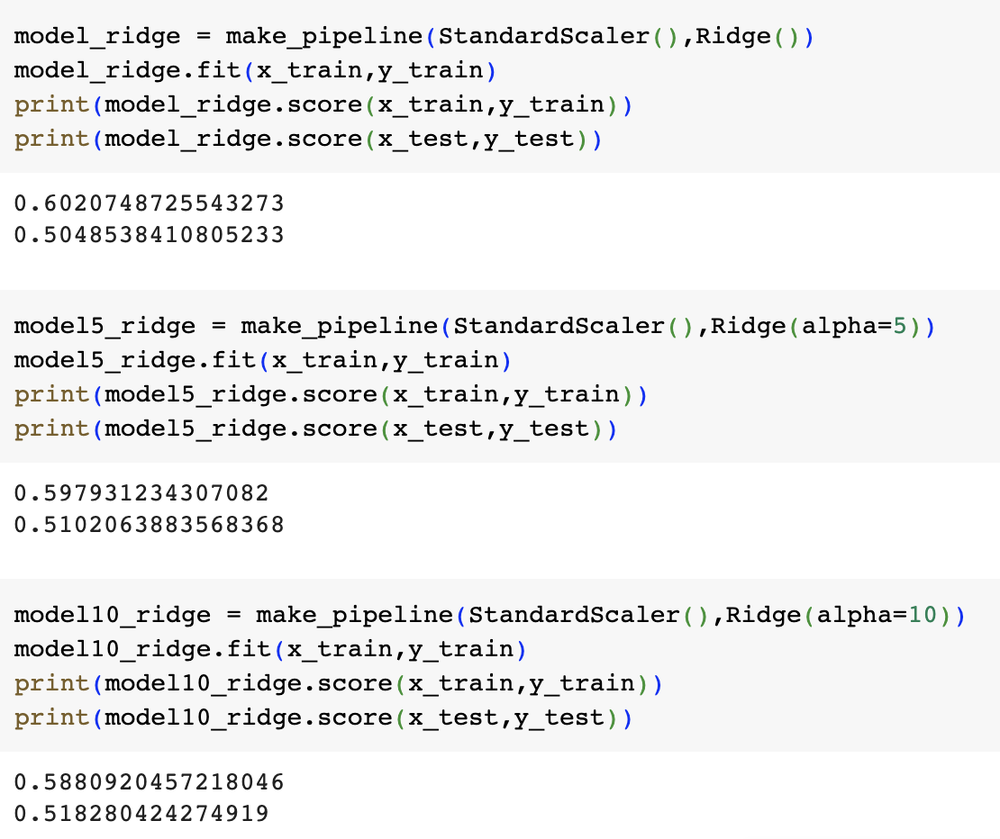 model_ridge = make_pipeline(StandardScaler(),Ridge())
model_ridge.fit(x_train,y_train)
print(model_ridge.score(x_train,y_train))
print(model_ridge.score(x_test,y_test))
0.6020748725543273
0.5048538410805233
model5_ridge = make_pipeline(StandardScaler(),Ridge(alpha=5))
model5_ridge.fit(x_train,y_train)
print(model5_ridge.score(x_train,y_train))
print(model5_ridge.score(x_test,y_test))
0.597931234307082
0.5102063883568368
model10_ridge = make_pipeline(StandardScaler(),Ridge(alpha=10))
model10_ridge.fit(x_train,y_train)
print(model10_ridge.score(x_train,y_train))
print(model10_ridge.score(x_test,y_test))
0.5880920457218046
0.518280424274919